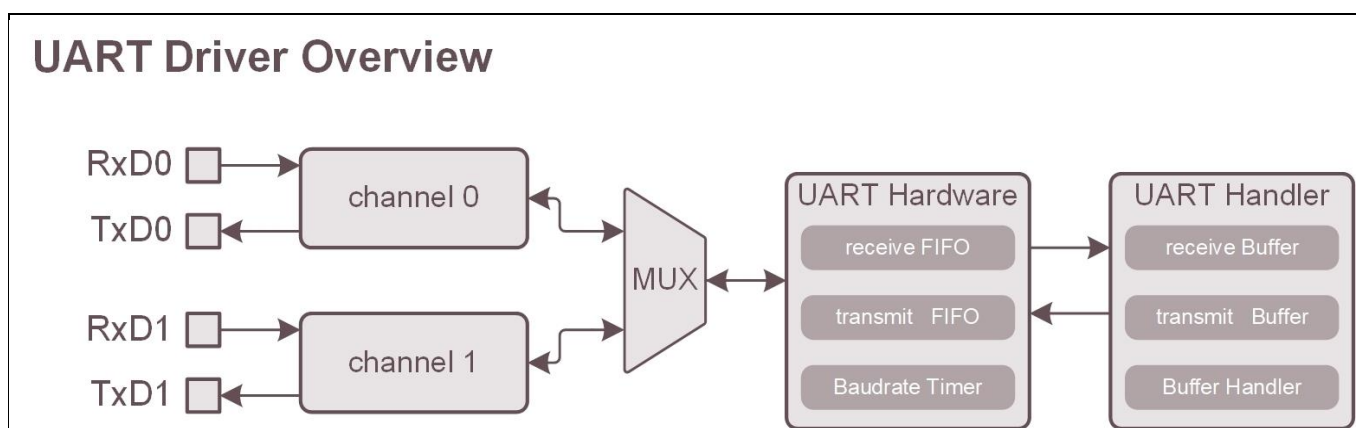 UART Driver Overview
RxD0
TxD0
channel 0
RxD1
TxD1
channel 1
MUX
UART Hardware
receive FIFO
transmit FIFO
Baudrate Timer
UART Handler
receive Buffer
transmit Buffer
Buffer Handler